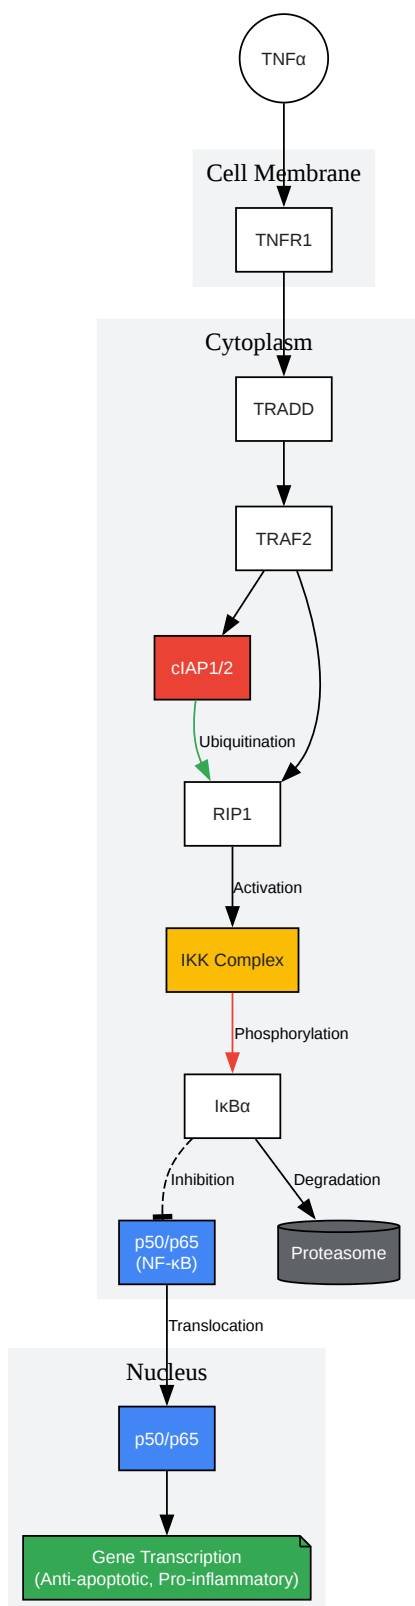 TNFα
Cell Membrane
TNFR1
Cytoplasm
TRADD
TRAF2
cIAP1/2
Ubiquitination
RIP1
Activation
IKK Complex
Phosphorylation
IκBα
Inhibition
Degradation
p50/p65
(NF-κB)
Proteasome
Translocation
Nucleus
p50/p65
Gene Transcription
(Anti-apoptotic, Pro-inflammatory)